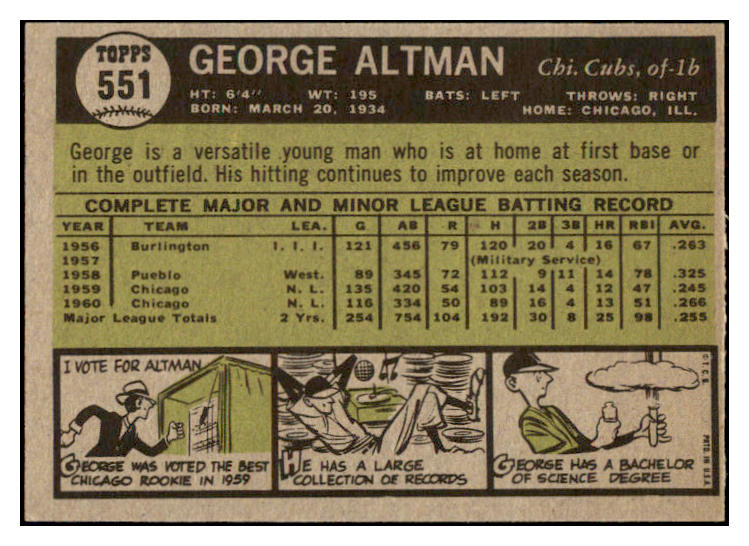 TOPPS
551
GEORGE ALTMAN Chi. Cubs, of-1b
HT: 6'4" WT: 195 BATS: LEFT THROWS: RIGHT
BORN: MARCH 20, 1934 HOME: CHICAGO, ILL.
George is a versatile young man who is at home at first base or
in the outfield. His hitting continues to improve each season.
COMPLETE MAJOR AND MINOR LEAGUE BATTING RECORD
YEAR TEAM LEA. G AB R H 2B 3B HR RBI AVG.
1956 Burlington I. I. I. 121 456 79 120 20 4 16 67 .263
1957 (Military Service)
1958 Pueblo West. 89 345 72 112 9 11 14 78 .325
1959 Chicago N. L. 135 420 54 103 14 4 12 47 .245
1960 Chicago N. L. 116 334 50 89 16 4 13 51 .266
Major League Totals 2 Yrs. 254 754 104 192 30 8 25 98 .255
I VOTE FOR ALTMAN
GEORGE WAS VOTED THE BEST
CHICAGO ROOKIE IN 1959
HE HAS A LARGE
COLLECTION OF RECORDS
GEORGE HAS A BACHELOR
OF SCIENCE DEGREE
© T. C. G.
PRTD. IN U.S.A.